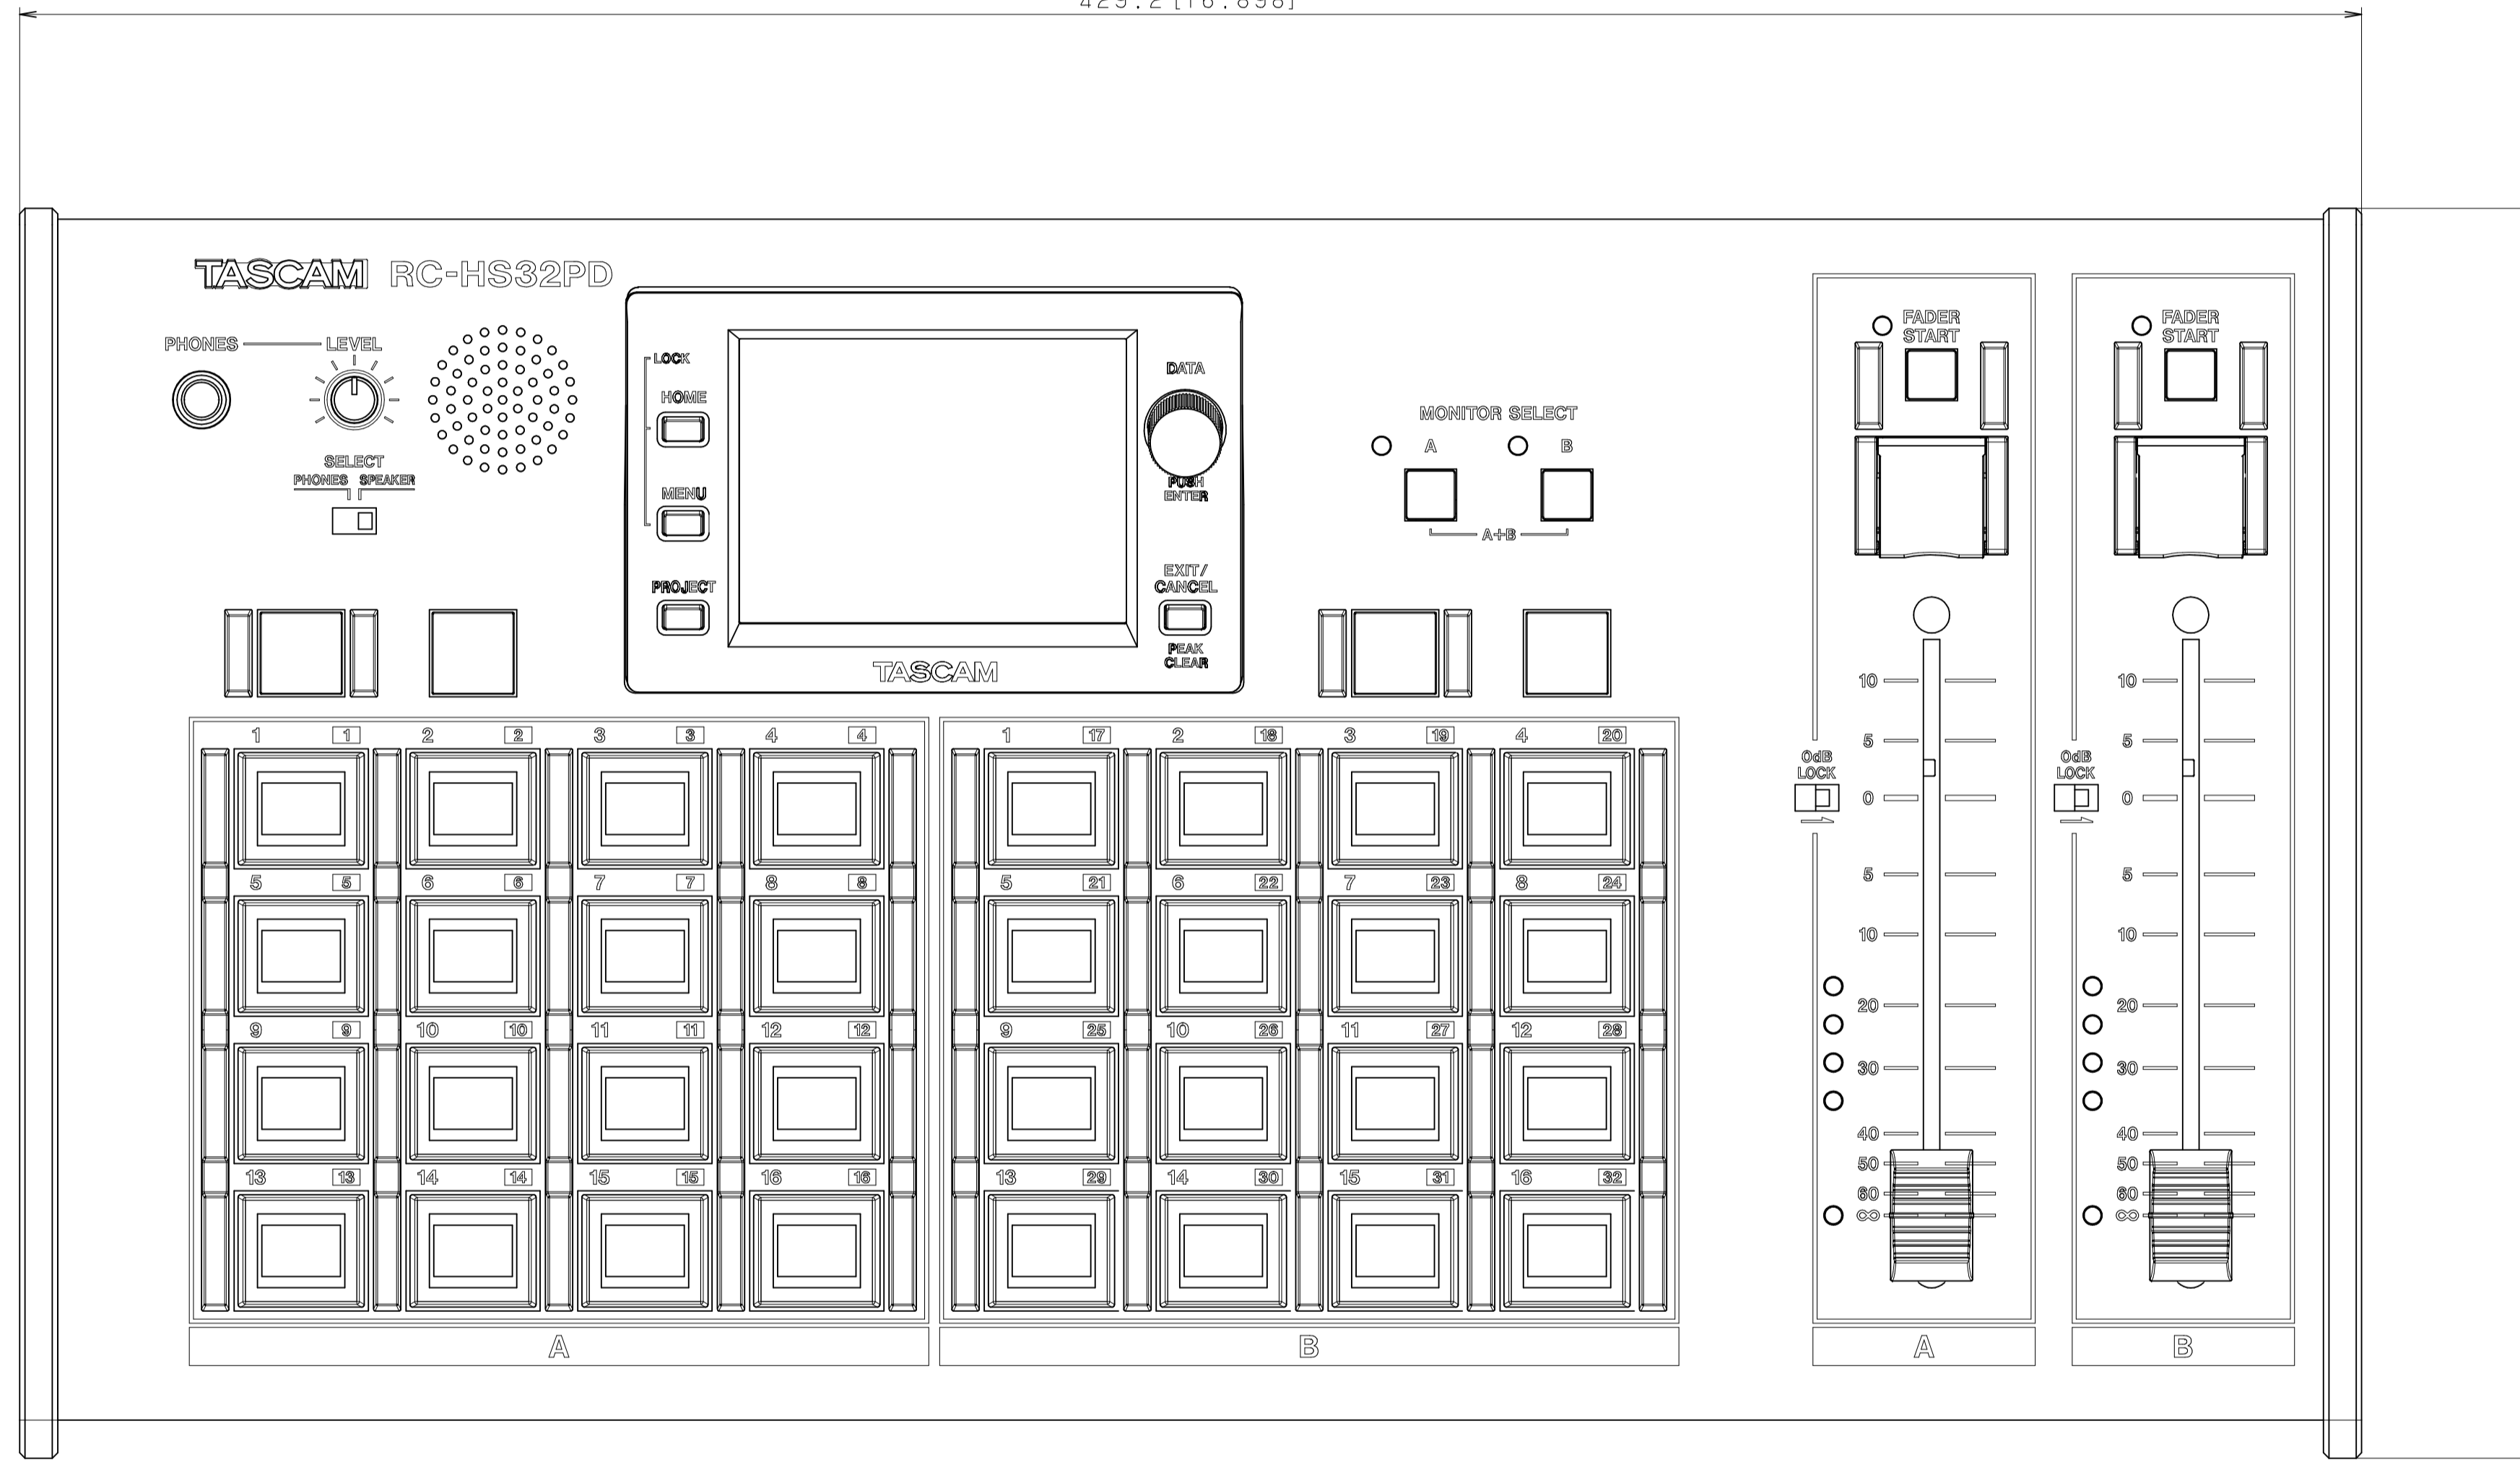 429.2 [16.898]
TASCAM RC-HS32PD
PHONES LEVEL
SELECT
PHONES SPEAKER
LOCK
HOME
MENU
PROJECT
DATA
PUSH
ENTER
EXIT/
CANCEL
PEAK
CLEAR
TASCAM
MONITOR SELECT
A B
A+B
1 1 2 2 3 3 4 4
5 5 6 6 7 7 8 8
9 9 10 10 11 11 12 12
13 13 14 14 15 15 16 16
A
1 17 2 18 3 19 4 20
5 21 6 22 7 23 8 24
9 25 10 26 11 27 12 28
13 29 14 30 15 31 16 32
B
FADER
START
10
5
0dB
LOCK
0
5
10
20
30
40
50
60
∞
A
FADER
START
10
5
0dB
LOCK
0
5
10
20
30
40
50
60
∞
B